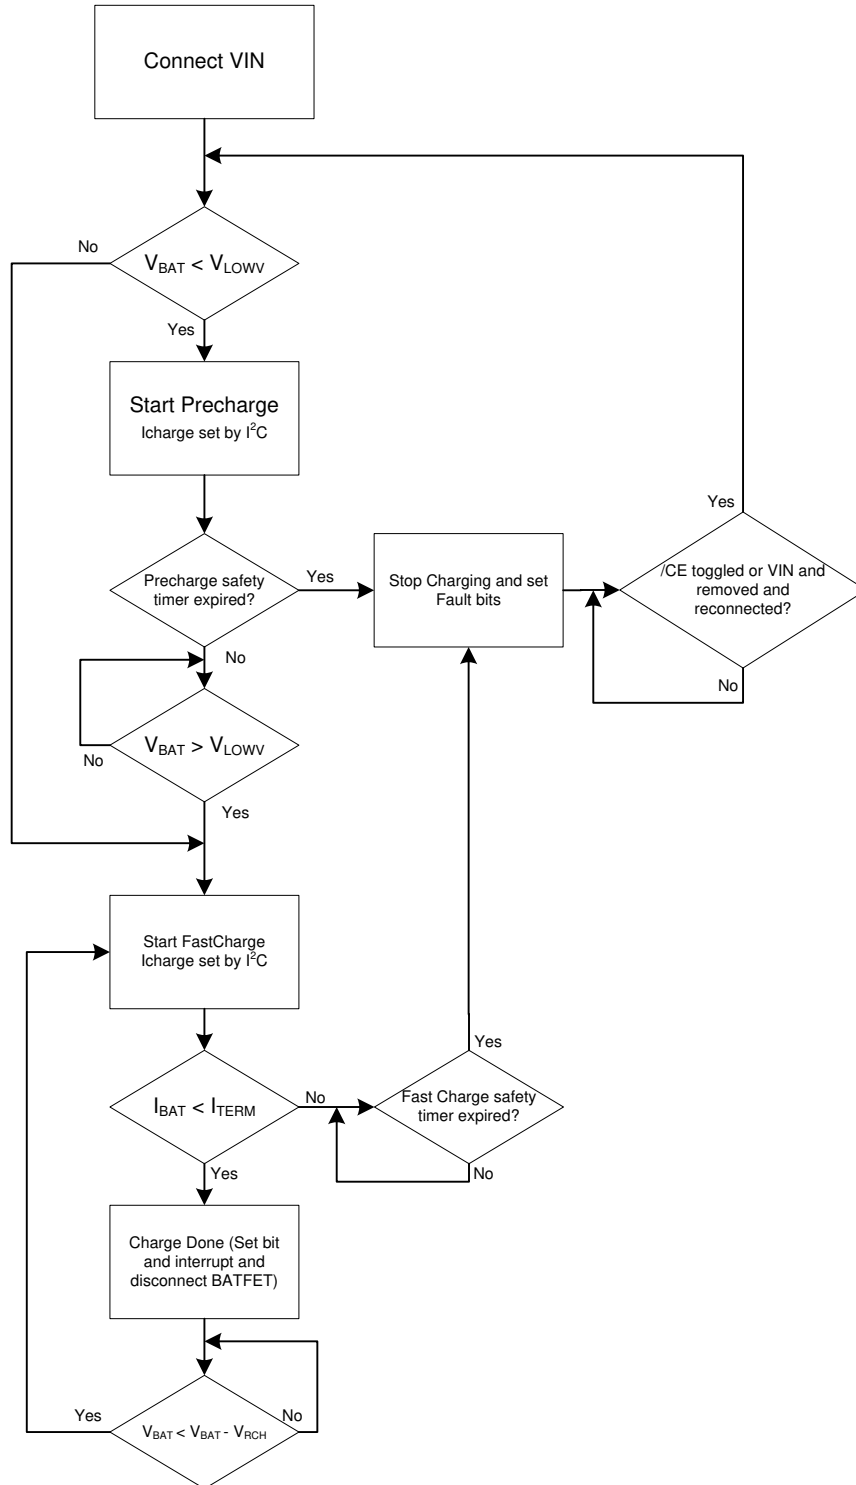 Connect VIN
No
VBAT < VLOWV
Yes
Start Precharge
Icharge set by I2C
Yes
Precharge safety
timer expired?
Yes
Stop Charging and set
Fault bits
/CE toggled or VIN and
removed and
reconnected?
No
No
VBAT > VLOWV
No
Yes
Start FastCharge
Icharge set by I2C
Yes
IBAT < ITERM
No
Fast Charge safety
timer expired?
Yes
No
Charge Done (Set bit
and interrupt and
disconnect BATFET)
Yes
No
VBAT < VBAT - VRCH